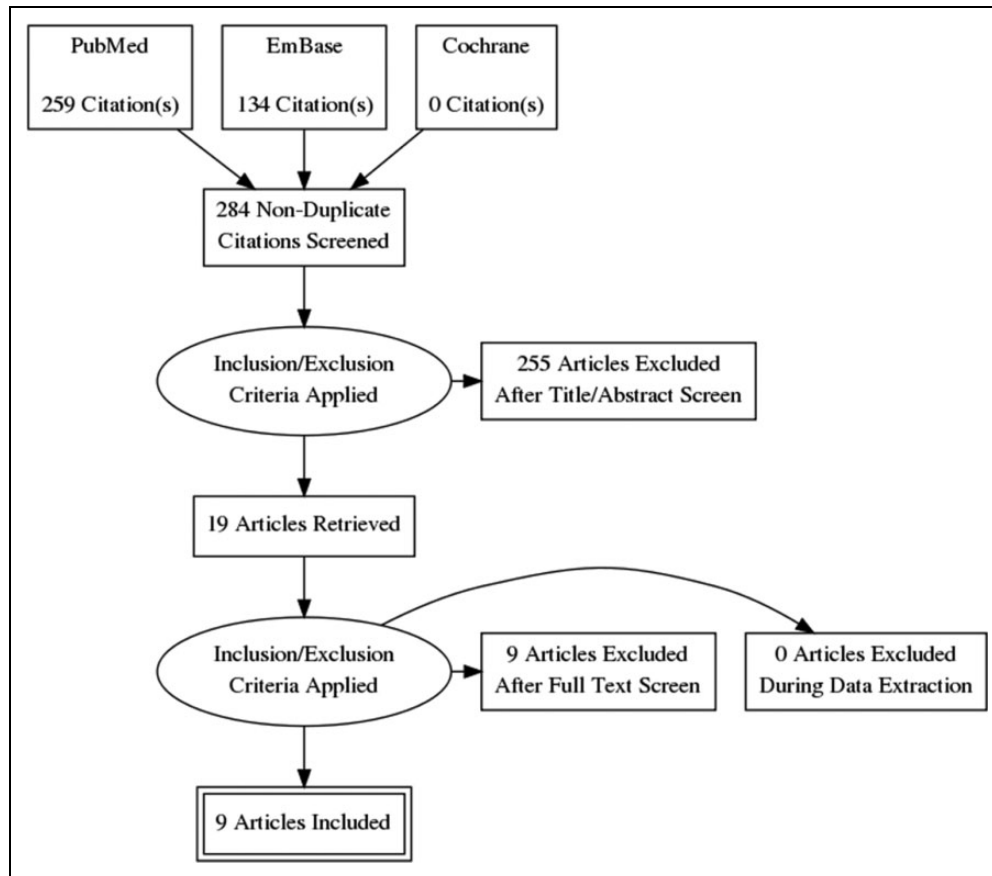 PubMed
259 Citation(s)
EmBase
134 Citation(s)
Cochrane
0 Citation(s)
284 Non-Duplicate
Citations Screened
Inclusion/Exclusion
Criteria Applied
255 Articles Excluded
After Title/Abstract Screen
19 Articles Retrieved
Inclusion/Exclusion
Criteria Applied
9 Articles Excluded
After Full Text Screen
0 Articles Excluded
During Data Extraction
9 Articles Included